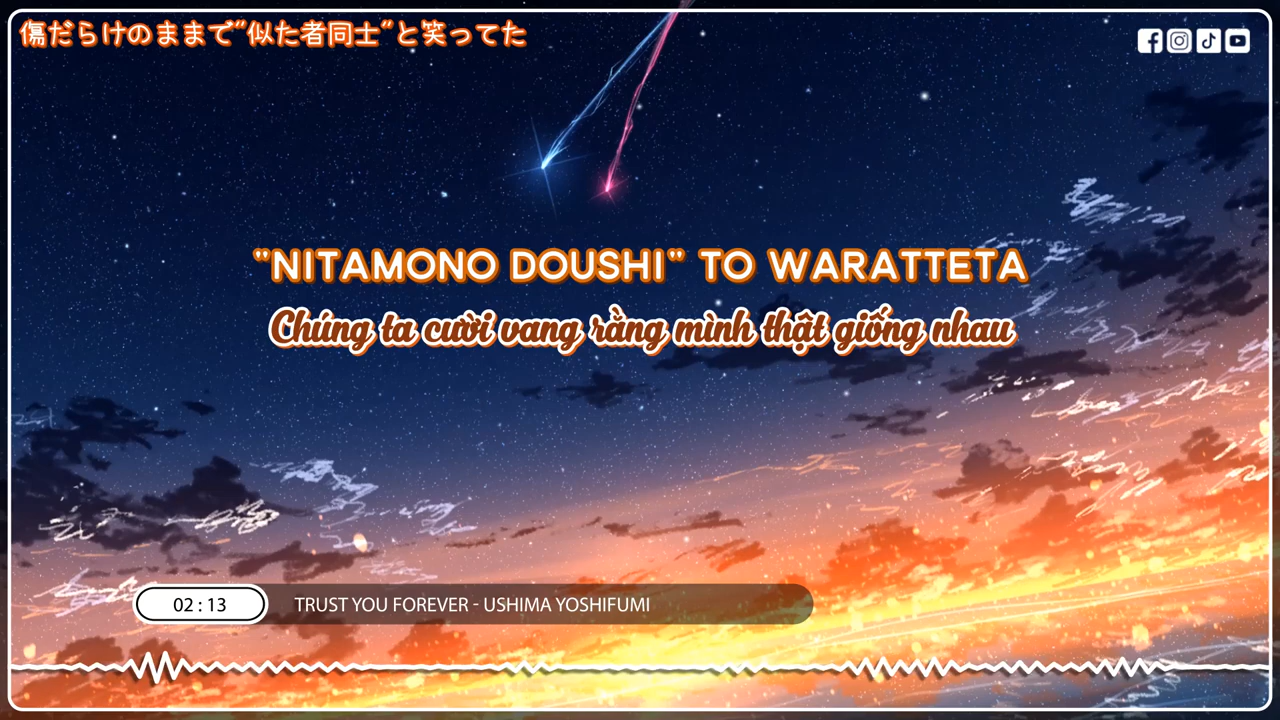 傷だらけのままで"似た者同士"と笑ってた
"NITAMONO DOUSHI" TO WARATTETA
Chúng ta cười vang rằng mình thật giống nhau
02 : 13
TRUST YOU FOREVER - USHIMA YOSHIFUMI